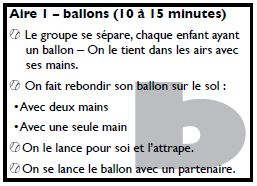 Aire 1 – ballons (10 à 15 minutes)
Le groupe se sépare, chaque enfant ayant
un ballon – On le tient dans les airs avec
ses mains.
On fait rebondir son ballon sur le sol :
•Avec deux mains
•Avec une seule main
On le lance pour soi et l'attrape.
On se lance le ballon avec un partenaire.
b